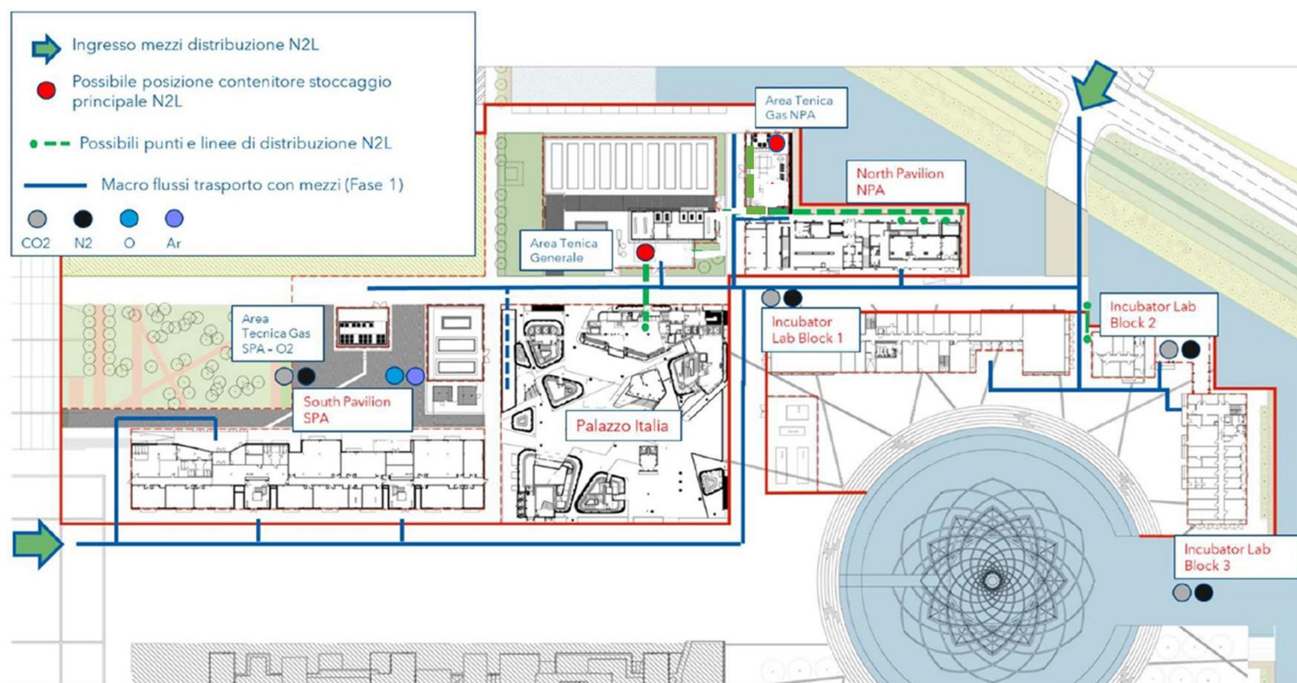 Ingresso mezzi distribuzione N2L
Possibile posizione contenitore stoccaggio
principale N2L
Possibili punti e linee di distribuzione N2L
Macro flussi trasporto con mezzi (Fase 1)
CO2 N2 O Ar
Area Tenica
Gas NPA
North Pavilion
NPA
Area Tenica
Generale
Area
Tecnica Gas
SPA - O2
Incubator
Lab Block 1
Incubator Lab
Block 2
South Pavilion
SPA
Palazzo Italia
Incubator Lab
Block 3